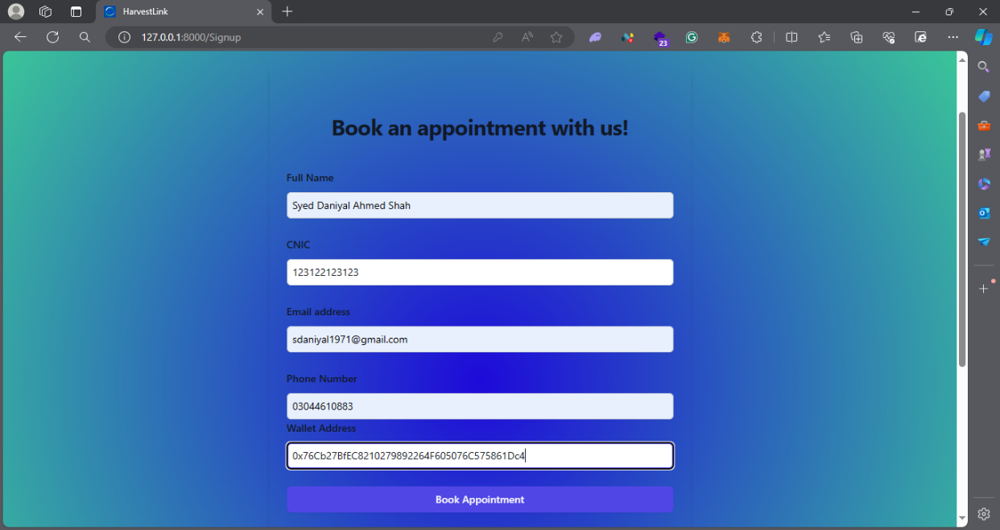 HarvestLink
127.0.0.1:8000/Signup
23
Book an appointment with us!
Full Name
Syed Daniyal Ahmed Shah
CNIC
123122123123
Email address
sdaniyal1971@gmail.com
Phone Number
03044610883
Wallet Address
0x76Cb27BfEC8210279892264F605076C575861Dc4
Book Appointment